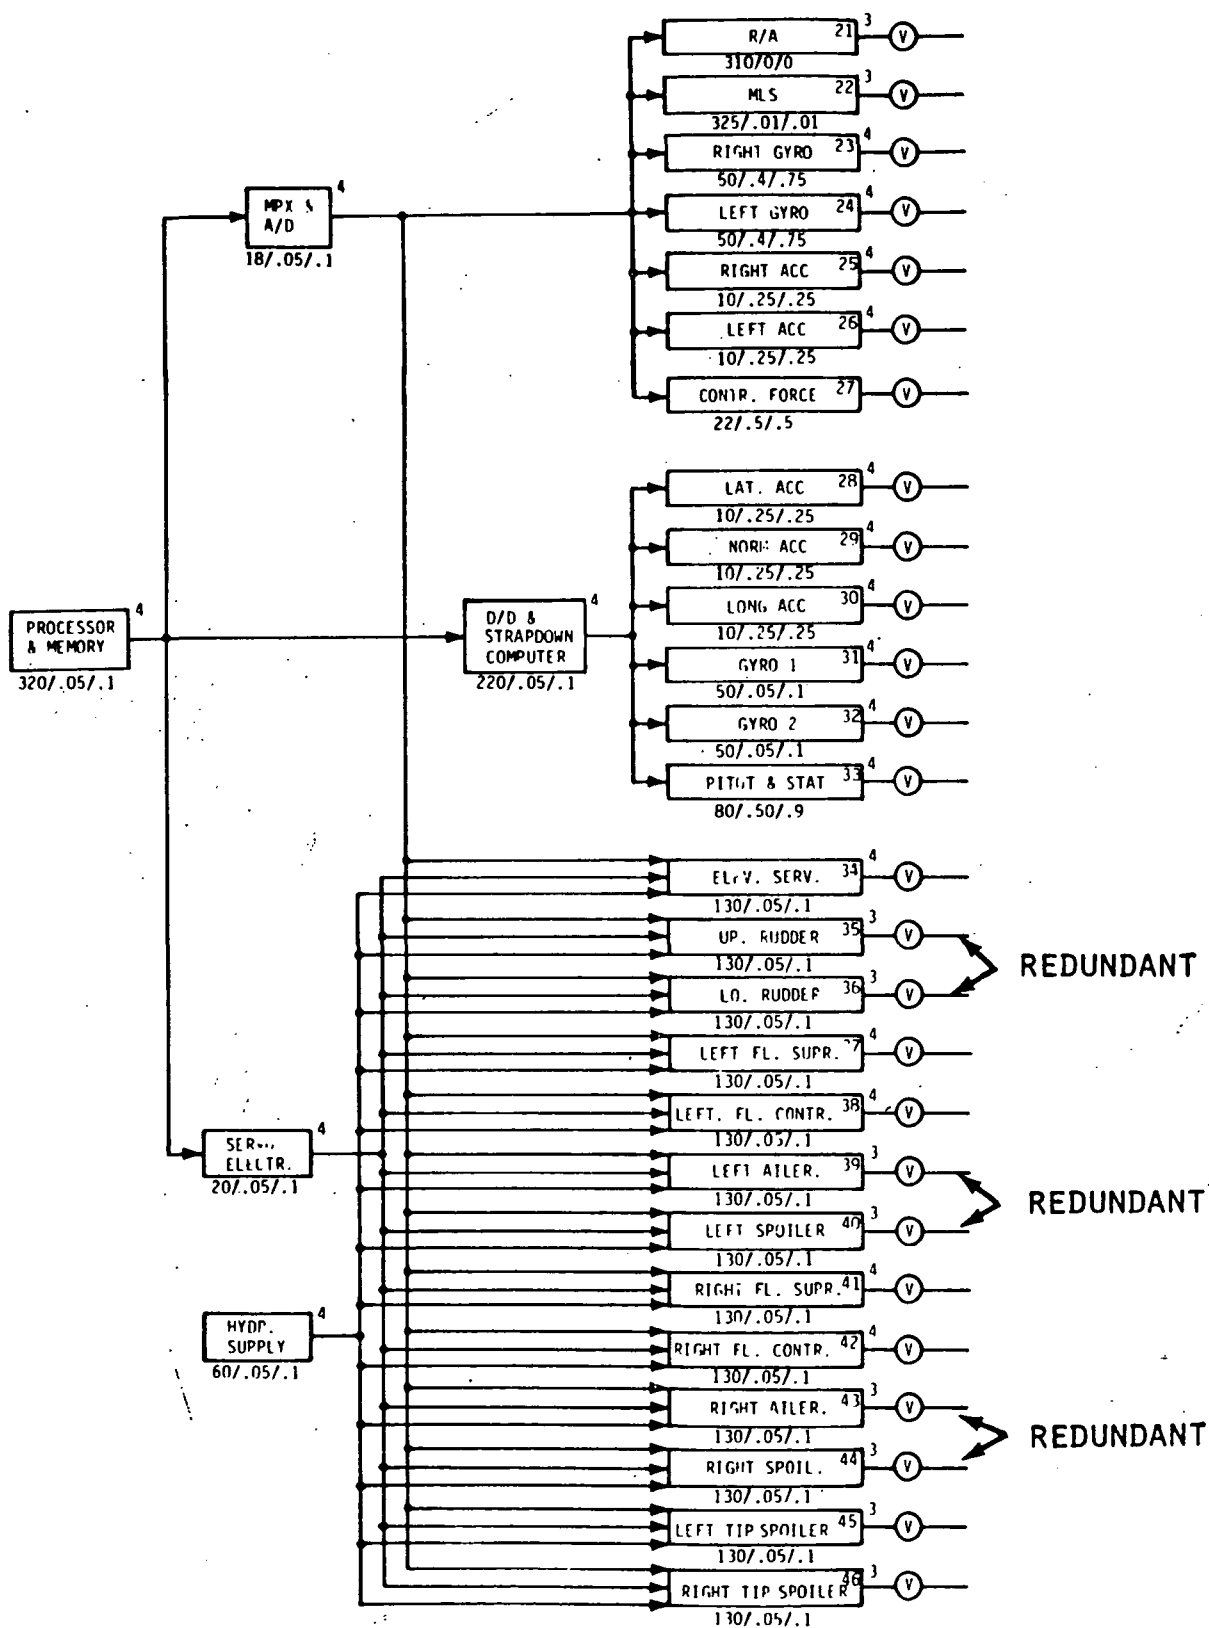 R/A 21 3 V
310/0/0
MLS 22 3 V
325/.01/.01
RIGHT GYRO 23 4 V
50/.4/.75
LEFT GYRO 24 4 V
50/.4/.75
RIGHT ACC 25 4 V
10/.25/.25
LEFT ACC 26 4 V
10/.25/.25
CONTR. FORCE 27 4 V
22/.5/.5
MPX & 4
A/D
18/.05/.1
LAT. ACC 28 4 V
10/.25/.25
NORM ACC 29 4 V
10/.25/.25
LONG ACC 30 4 V
10/.25/.25
GYRO 1 31 4 V
50/.05/.1
GYRO 2 32 4 V
50/.05/.1
PITOT & STAT 33 4 V
80/.50/.9
PROCESSOR 4
& MEMORY
320/.05/.1
D/D & 4
STRAPDOWN
COMPUTER
220/.05/.1
ELEV. SERV. 34 4 V
130/.05/.1
UP. RUDDER 35 3 V
130/.05/.1
REDUNDANT
LO. RUDDER 36 3 V
130/.05/.1
LEFT FL. SUPR. 37 4 V
130/.05/.1
LEFT. FL. CONTR. 38 4 V
130/.05/.1
LEFT AILER. 39 3 V
130/.05/.1
REDUNDANT
LEFT SPOILER 40 3 V
130/.05/.1
RIGHT FL. SUPR. 41 4 V
130/.05/.1
RIGHT FL. CONTR. 42 4 V
130/.05/.1
RIGHT AILER. 43 3 V
130/.05/.1
REDUNDANT
RIGHT SPOIL. 44 3 V
130/.05/.1
LEFT TIP SPOILER 45 3 V
130/.05/.1
RIGHT TIP SPOILER 46 3 V
130/.05/.1
SERVO 4
ELECTR.
20/.05/.1
HYDR. 4
SUPPLY
60/.05/.1